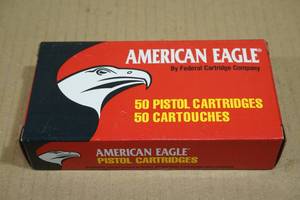 AMERICAN EAGLE®
By Federal Cartridge Company
50 PISTOL CARTRIDGES
50 CARTOUCHES
AMERICAN EAGLE®
PISTOL CARTRIDGES